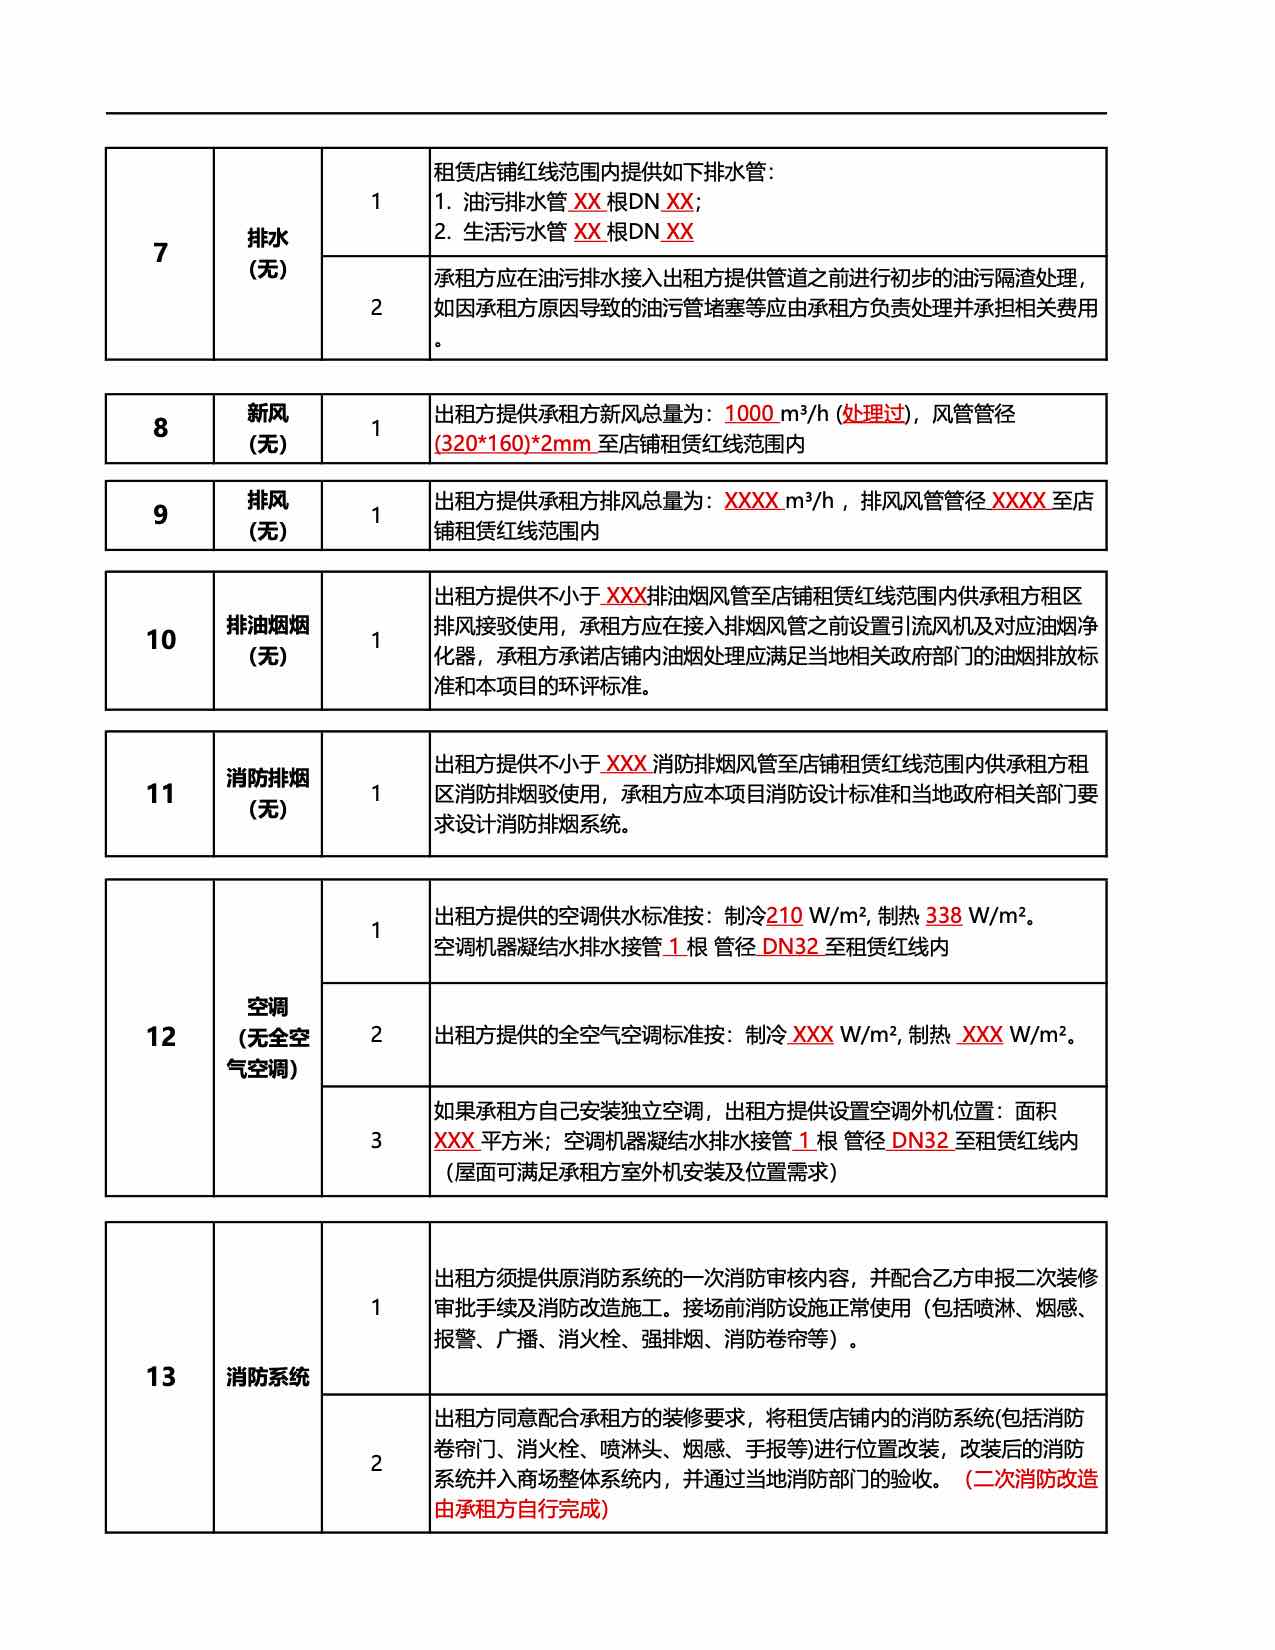 7
排水
(无)
1
租赁店铺红线范围内提供如下排水管：
1. 油污排水管 XX 根DN XX；
2. 生活污水管 XX 根DN XX
2
承租方应在油污排水接入出租方提供管道之前进行初步的油污隔渣处理，
如因承租方原因导致的油污管堵塞等应由承租方负责处理并承担相关费用
。
8
新风
(无)
1
出租方提供承租方新风总量为：1000 m³/h (处理过)，风管管径
(320*160)*2mm 至店铺租赁红线范围内
9
排风
(无)
1
出租方提供承租方排风总量为：XXXX m³/h ，排风风管管径 XXXX 至店
铺租赁红线范围内
10
排油烟烟
(无)
1
出租方提供不小于 XXX排油烟风管至店铺租赁红线范围内供承租方租区
排风接驳使用，承租方应在接入排烟风管之前设置引流风机及对应油烟净
化器，承租方承诺店铺内油烟处理应满足当地相关政府部门的油烟排放标
准和本项目的环评标准。
11
消防排烟
(无)
1
出租方提供不小于 XXX 消防排烟风管至店铺租赁红线范围内供承租方租
区消防排烟驳使用，承租方应本项目消防设计标准和当地政府相关部门要
求设计消防排烟系统。
12
空调
（无全空
气空调）
1
出租方提供的空调供水标准按：制冷210 W/m², 制热 338 W/m²。
空调机器凝结水排水接管 1 根 管径 DN32 至租赁红线内
2
出租方提供的全空气空调标准按：制冷 XXX W/m², 制热 XXX W/m²。
3
如果承租方自己安装独立空调，出租方提供设置空调外机位置：面积
XXX 平方米；空调机器凝结水排水接管 1 根 管径 DN32 至租赁红线内
（屋面可满足承租方室外机安装及位置需求）
13
消防系统
1
出租方须提供原消防系统的一次消防审核内容，并配合乙方申报二次装修
审批手续及消防改造施工。接场前消防设施正常使用（包括喷淋、烟感、
报警、广播、消火栓、强排烟、消防卷帘等）。
2
出租方同意配合承租方的装修要求，将租赁店铺内的消防系统(包括消防
卷帘门、消火栓、喷淋头、烟感、手报等)进行位置改装，改装后的消防
系统并入商场整体系统内，并通过当地消防部门的验收。（二次消防改造
由承租方自行完成）